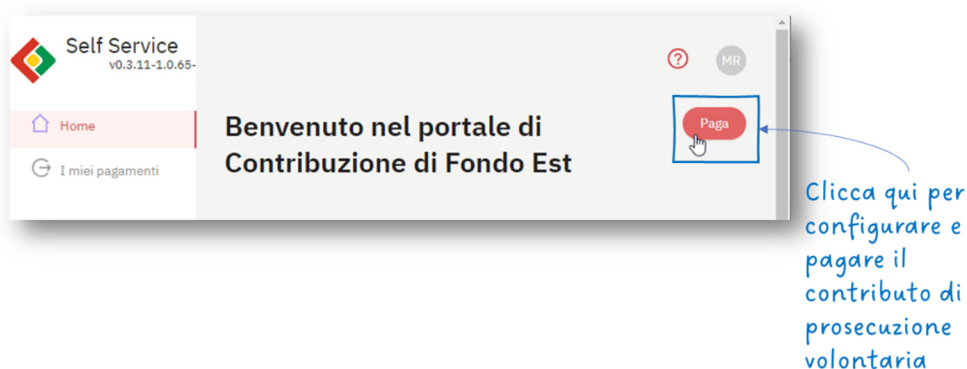 Self Service
v0.3.11-1.0.65-
MR
Home
I miei pagamenti
Benvenuto nel portale di
Contribuzione di Fondo Est
Paga
Clicca qui per
configurare e
pagare il
contributo di
prosecuzione
volontaria